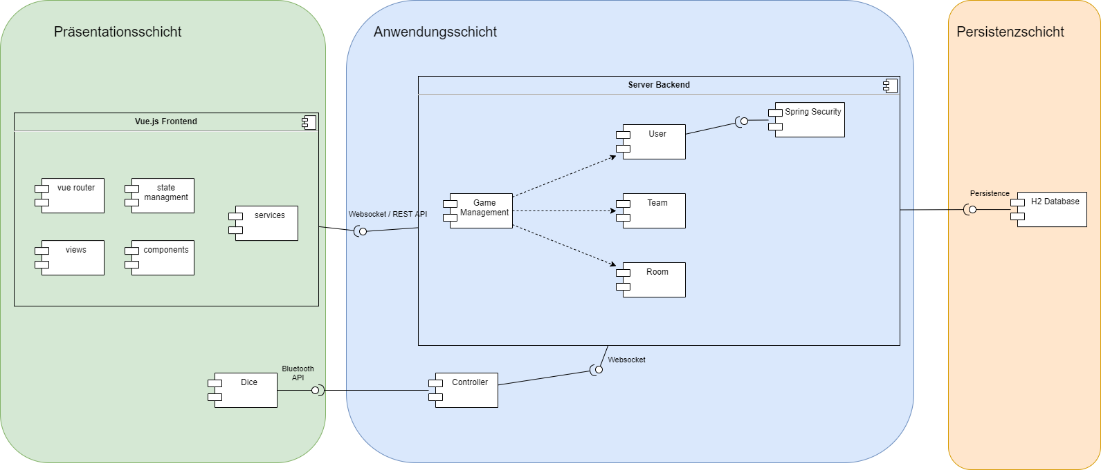 Präsentationsschicht
Anwendungsschicht
Persistenzschicht
Server Backend
Vue.js Frontend
Spring Security
User
vue router
state
managment
services
Game
Management
Team
Websocket / REST API
Persistence
H2 Database
views
components
Room
Websocket
Bluetooth
API
Dice
Controller